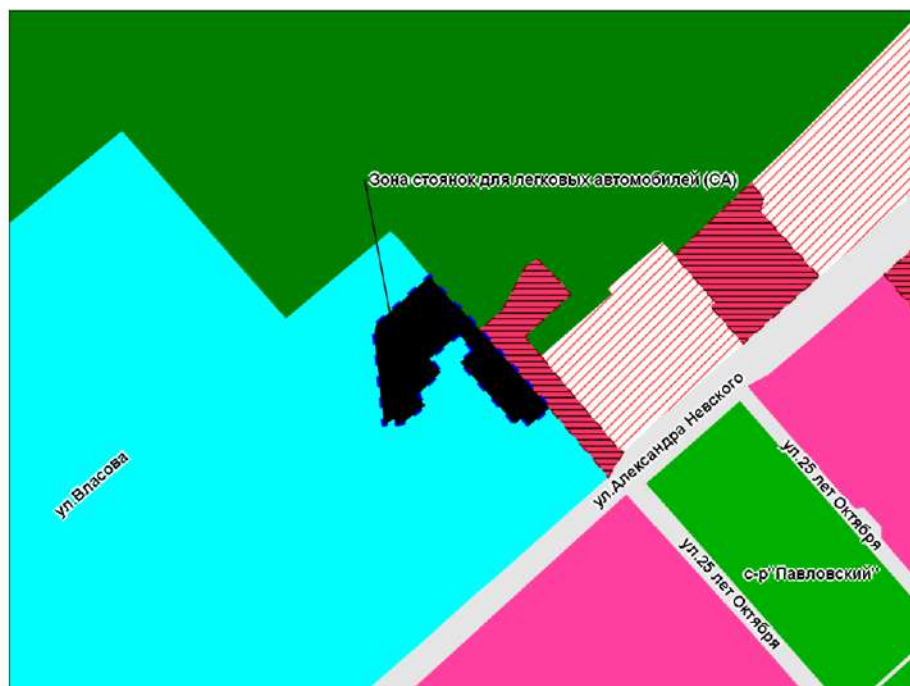 Зона стоянок для легковых автомобилей (СА)
ул.Александра Невского
ул.Власова
ул.25 лет Октября
ул.25 лет Октября
с-р"Павловский"